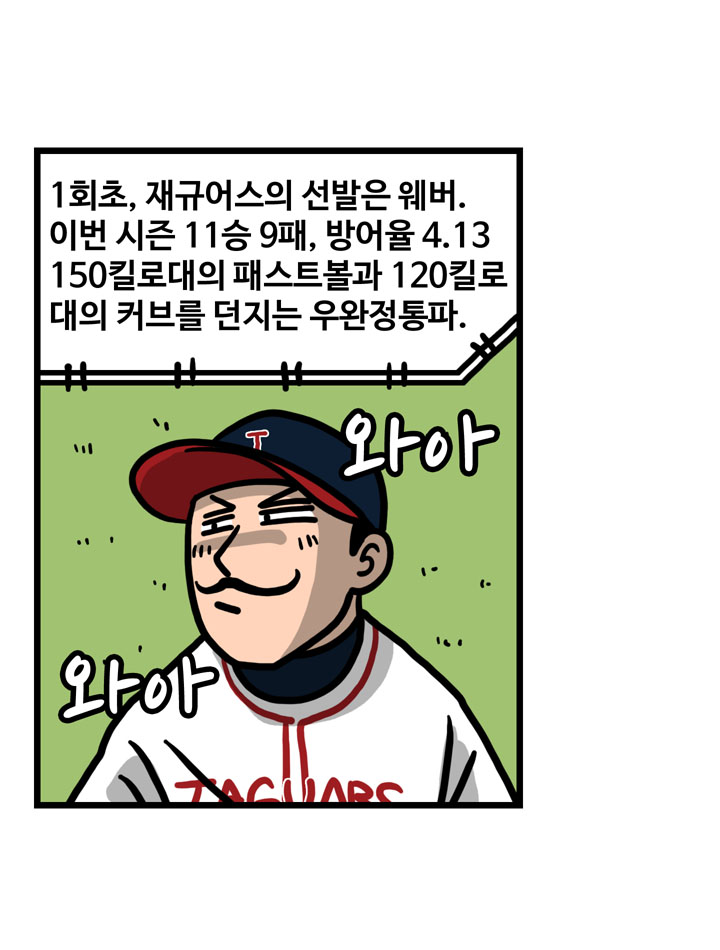 1회초, 재규어스의 선발은 웨버.
이번 시즌 11승 9패, 방어율 4.13
150킬로대의 패스트볼과 120킬로
대의 커브를 던지는 우완정통파.
T
와아
와아
JAGUARS